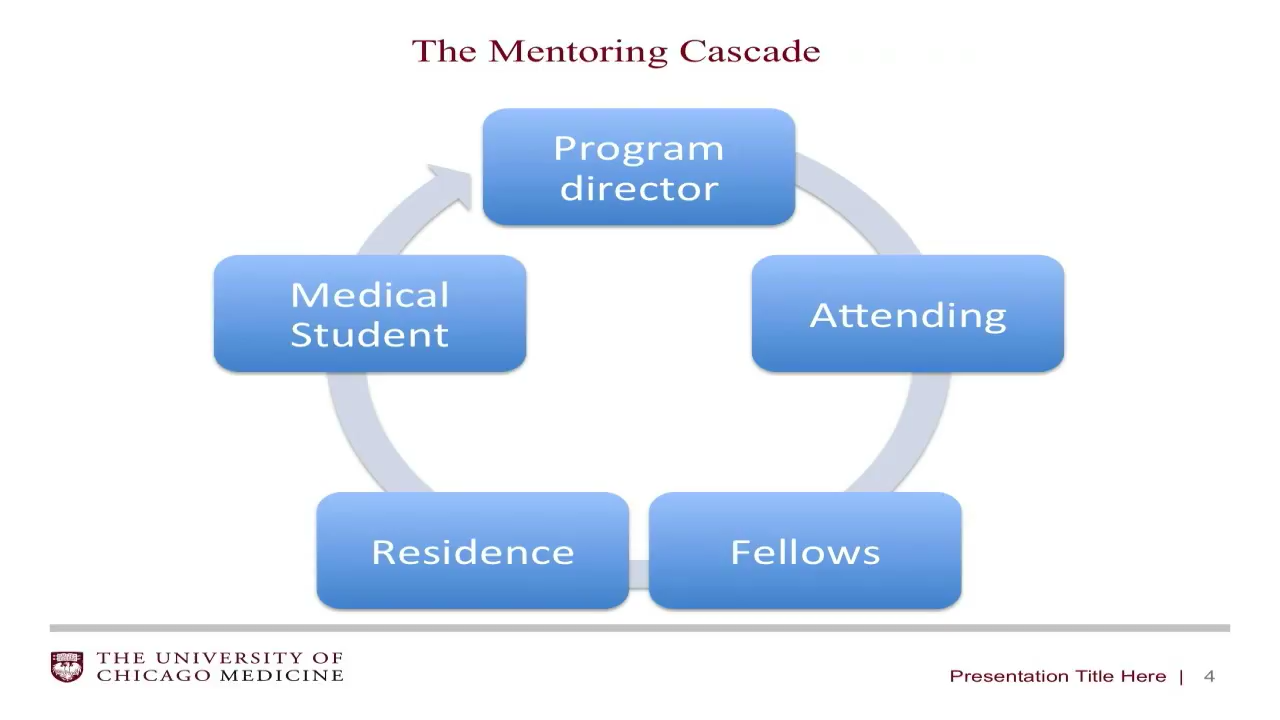 The Mentoring Cascade
Program
director
Attending
Fellows
Residence
Medical
Student
THE UNIVERSITY OF
CHICAGO MEDICINE
Presentation Title Here | 4